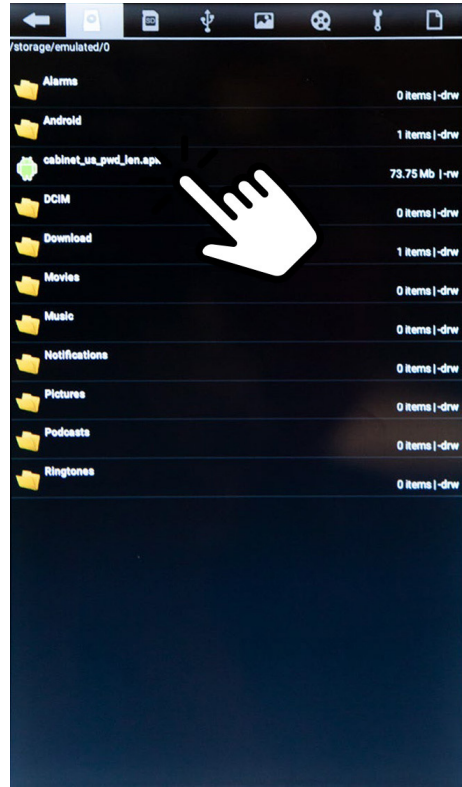 /storage/emulated/0
Alarms
0 items | -drw
Android
1 items | -drw
cabinet_us_pwd_len.apk
73.75 Mb | -rw
DCIM
0 items | -drw
Download
1 items | -drw
Movies
0 items | -drw
Music
0 items | -drw
Notifications
0 items | -drw
Pictures
0 items | -drw
Podcasts
0 items | -drw
Ringtones
0 items | -drw